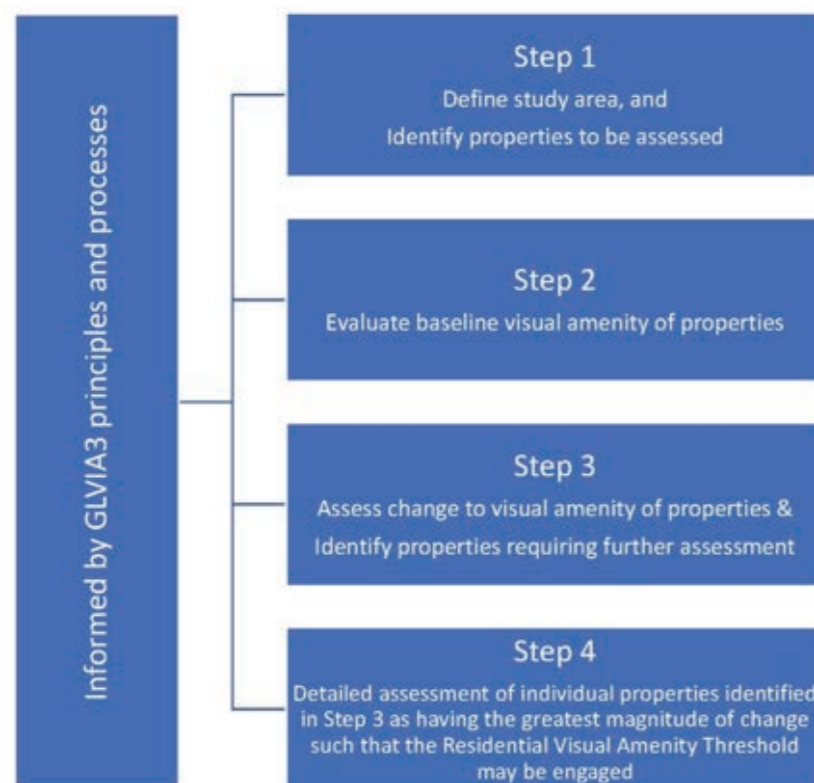 Informed by GLVIA3 principles and processes
Step 1
Define study area, and
Identify properties to be assessed
Step 2
Evaluate baseline visual amenity of properties
Step 3
Assess change to visual amenity of properties &
Identify properties requiring further assessment
Step 4
Detailed assessment of individual properties identified
in Step 3 as having the greatest magnitude of change
such that the Residential Visual Amenity Threshold
may be engaged